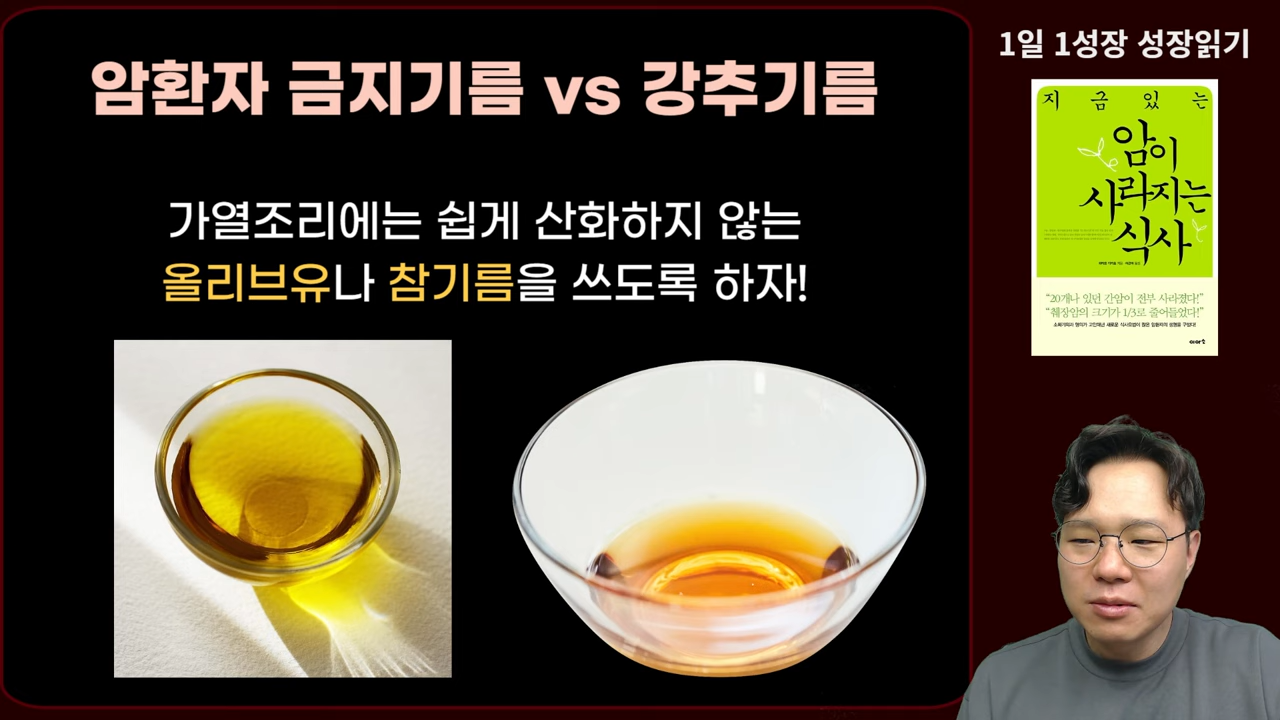 암환자 금지기름 vs 강추기름
가열조리에는 쉽게 산화하지 않는
올리브유나 참기름을 쓰도록 하자!
1일 1성장 성장읽기
지금 있는
암이
사라지는
식사
“20개나 있던 간암이 전부 사라졌다!”
“췌장암의 크기가 1/3로 줄어들었다!”